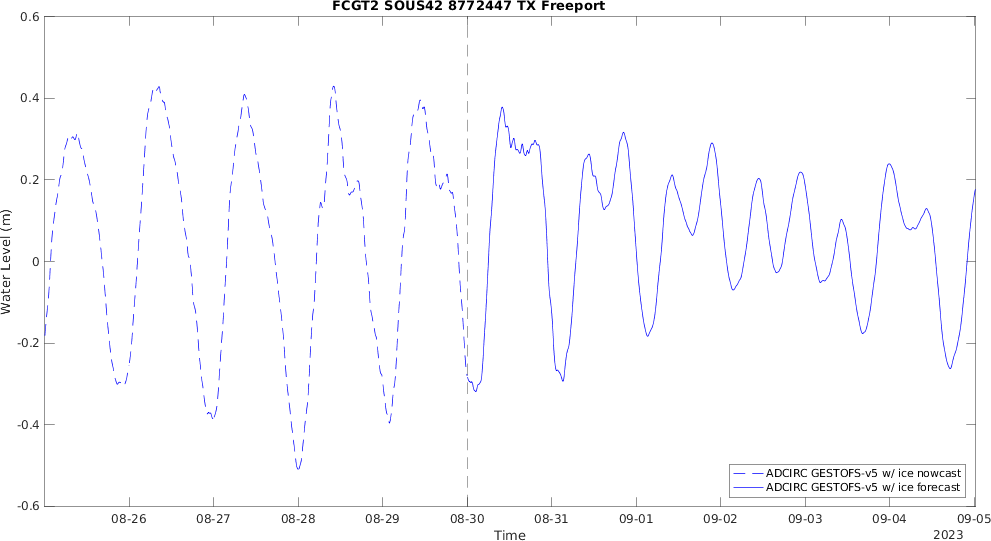 FCGT2 SOUS42 8772447 TX Freeport
Water Level (m)
0.6
0.4
0.2
0
-0.2
-0.4
-0.6
08-26 08-27 08-28 08-29 08-30 08-31 09-01 09-02 09-03 09-04 09-05
Time
2023
ADCIRC GESTOFS-v5 w/ ice nowcast
ADCIRC GESTOFS-v5 w/ ice forecast